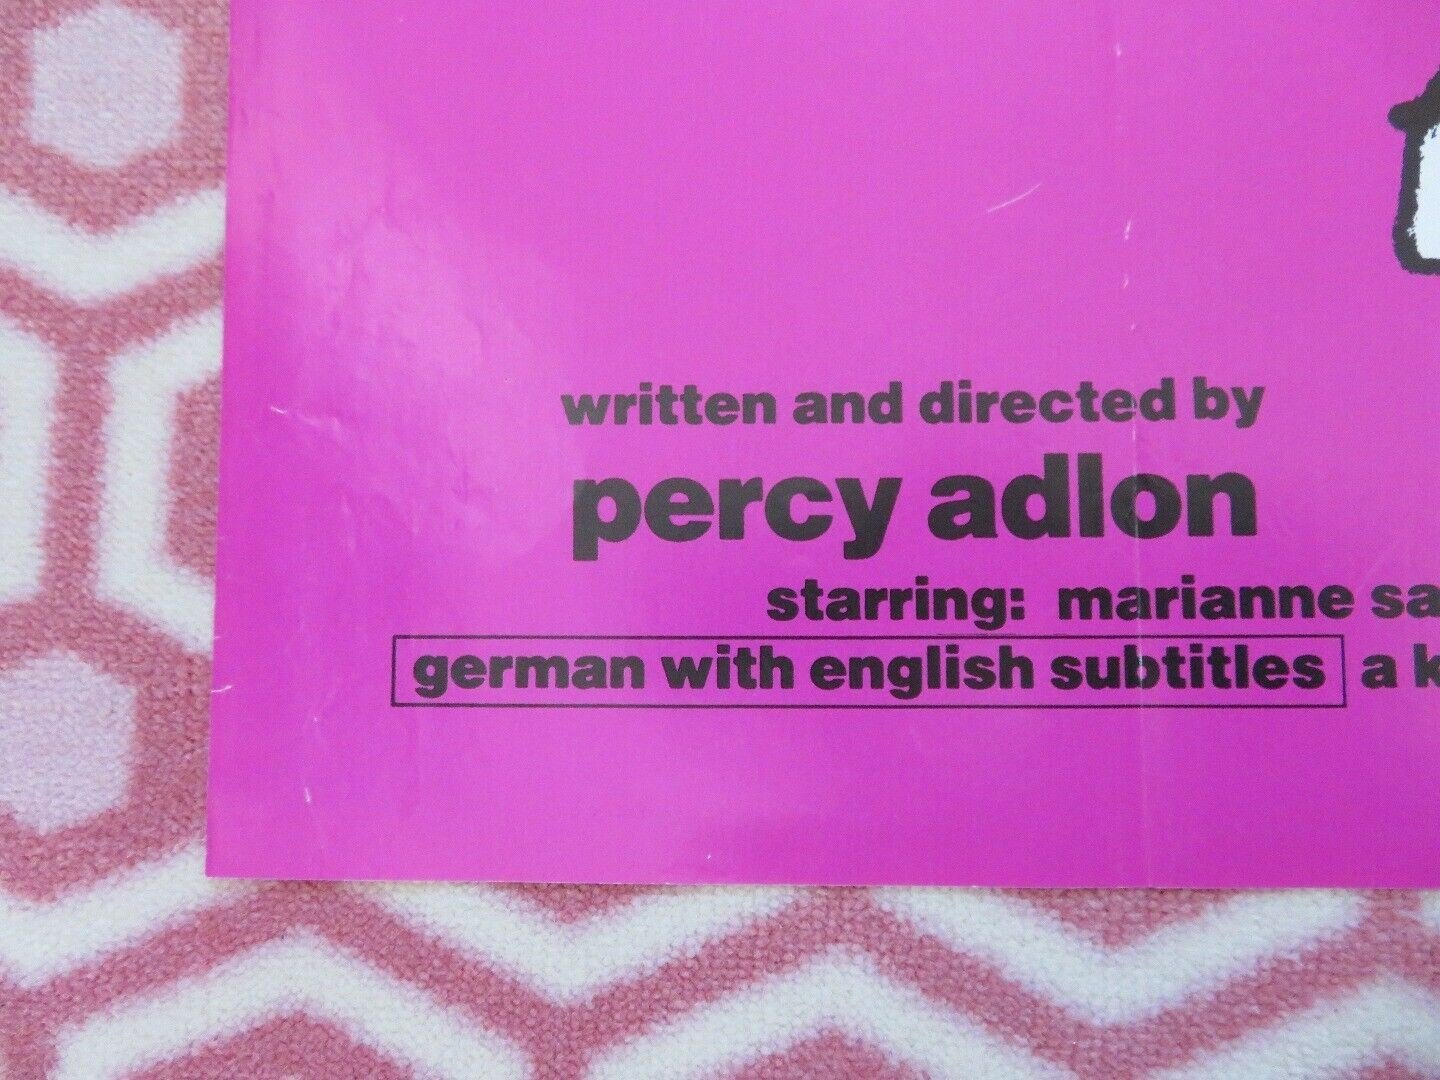 written and directed by
percy adlon
starring: marianne sa
german with english subtitles a k